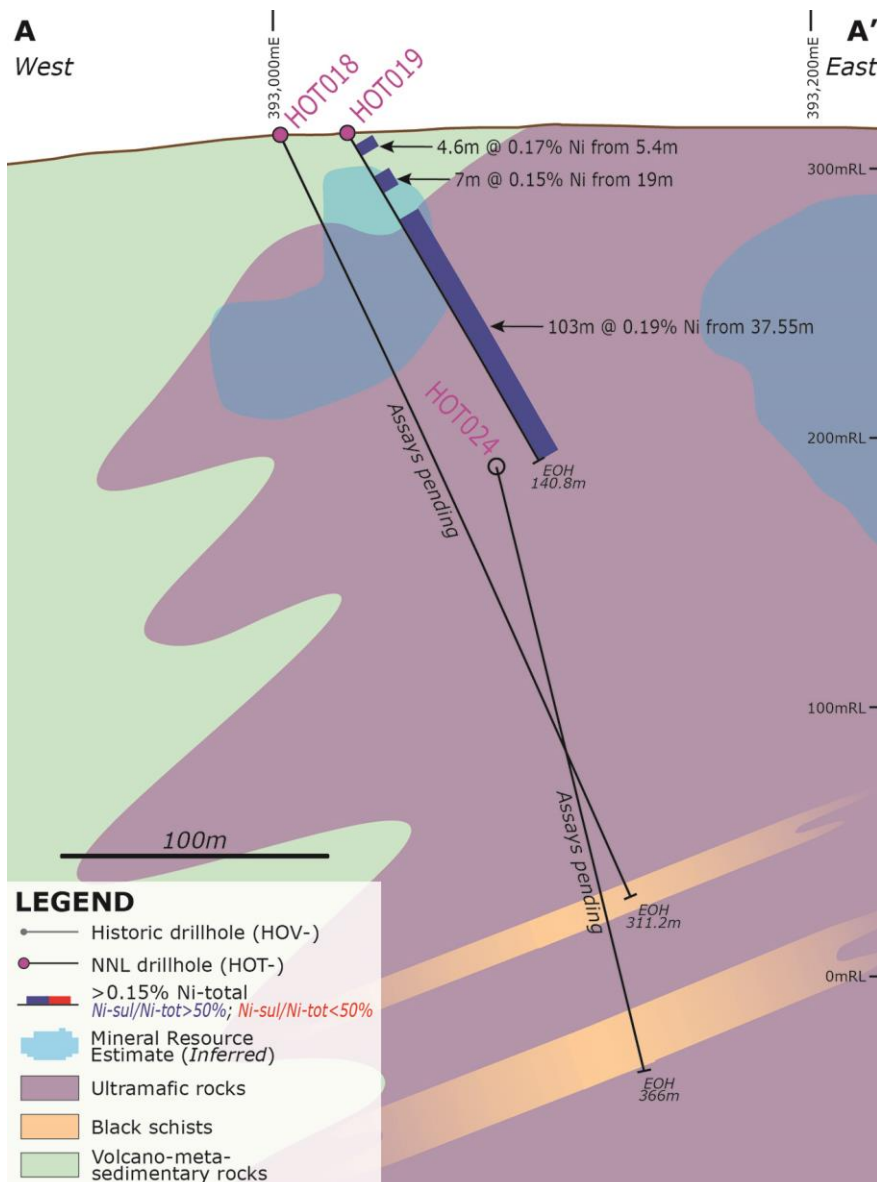 A
West
393,000mE
HOT018
HOT019
393,200mE
A’
East
4.6m @ 0.17% Ni from 5.4m
7m @ 0.15% Ni from 19m
300mRL
103m @ 0.19% Ni from 37.55m
HOT024
Assays pending
200mRL
EOH
140.8m
100mRL
Assays pending
100m
EOH
311.2m
0mRL
EOH
366m
LEGEND
Historic drillhole (HOV-)
NNL drillhole (HOT-)
>0.15% Ni-total
Ni-sul/Ni-tot>50%; Ni-sul/Ni-tot<50%
Mineral Resource
Estimate (Inferred)
Ultramafic rocks
Black schists
Volcano-meta-
sedimentary rocks